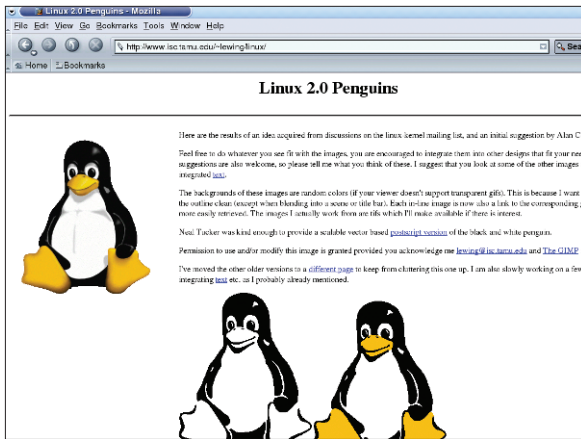 Linux 2.0 Penguins - Mozilla
File Edit View Go Bookmarks Tools Window Help
http://www.isc.tamu.edu/~lewing/linux/
Sea
Home Bookmarks
Linux 2.0 Penguins
Here are the results of an idea acquired from discussions on the linux kernel mailing list, and an initial suggestion by Alan C
Feel free to do whatever you see fit with the images, you are encouraged to integrate them into other designs that fit your nee
suggestions are also welcome, so please tell me what you think of these. I suggest that you look at some of the other images
integrated text.
The backgrounds of these images are random colors (if your viewer doesn't support transparent gifs). This is because I want
the outline clean (except when blending into a scene or title bar). Each in-line image is now also a link to the corresponding
more easily retrieved. The images I actually work from are tifs which I'll make available if there is interest.
Neal Tucker was kind enough to provide a scalable vector based postscript version of the black and white penguin.
Permission to use and/or modify this image is granted provided you acknowledge me lewing@isc.tamu.edu and The GIMP
I've moved the other older versions to a different page to keep from cluttering this one up. I am also slowly working on a few
integrating text etc. as I probably already mentioned.